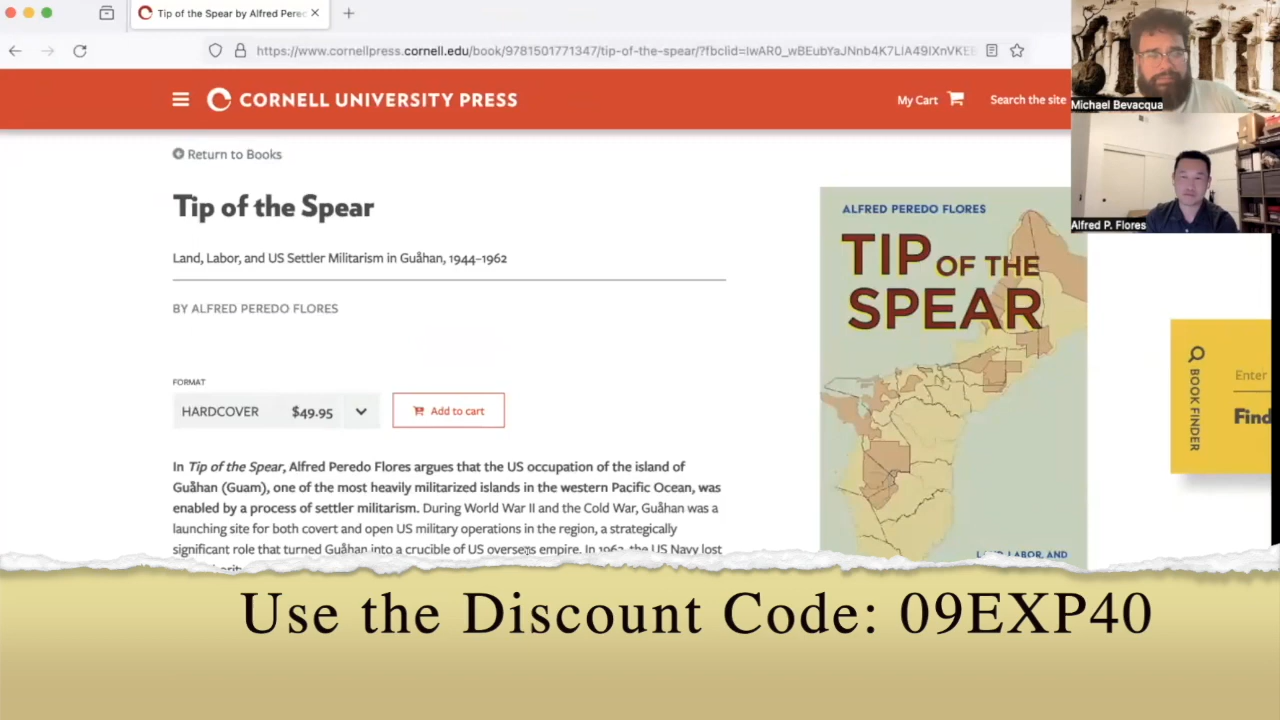 Tip of the Spear by Alfred Pered
https://www.cornellpress.cornell.edu/book/9781501771347/tip-of-the-spear/?fbclid=IwAR0_wBEubYaJNnb4K7LiA49IXnVKEE
CORNELL UNIVERSITY PRESS
My Cart
Search the site
Michael Bevacqua
Alfred P. Flores
Return to Books
Tip of the Spear
Land, Labor, and US Settler Militarism in Guåhan, 1944–1962
BY ALFRED PEREDO FLORES
FORMAT
HARDCOVER $49.95
Add to cart
In Tip of the Spear, Alfred Peredo Flores argues that the US occupation of the island of
Guåhan (Guam), one of the most heavily militarized islands in the western Pacific Ocean, was
enabled by a process of settler militarism. During World War II and the Cold War, Guåhan was a
launching site for both covert and open US military operations in the region, a strategically
significant role that turned Guåhan into a crucible of US overseas empire. In 1962, the US Navy lost
ALFRED PEREDO FLORES
TIP OF THE
SPEAR
LAND, LABOR, AND
BOOK FINDER
Enter
Find
Use the Discount Code: 09EXP40